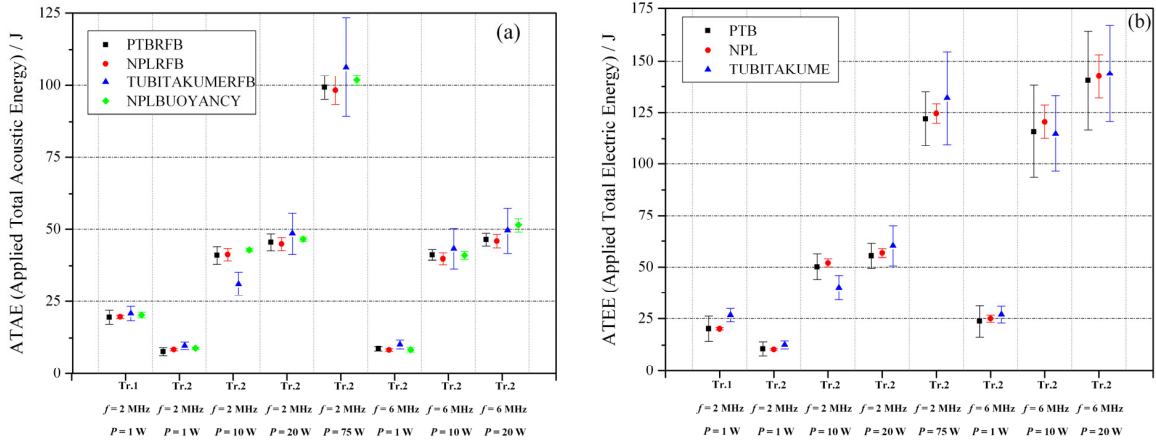 (a)
PTBRFB
NPLRFB
TUBITAKUMERFB
NPLBUOYANCY
ATAE (Applied Total Acoustic Energy) / J
125
100
75
50
25
0
Tr.1 Tr.2 Tr.2 Tr.2 Tr.2 Tr.2 Tr.2 Tr.2
f = 2 MHz f = 2 MHz f = 2 MHz f = 2 MHz f = 2 MHz f = 6 MHz f = 6 MHz f = 6 MHz
P = 1 W P = 1 W P = 10 W P = 20 W P = 75 W P = 1 W P = 10 W P = 20 W
(b)
PTB
NPL
TUBITAKUME
ATEE (Applied Total Electric Energy) / J
175
150
125
100
75
50
25
0
Tr.1 Tr.2 Tr.2 Tr.2 Tr.2 Tr.2 Tr.2 Tr.2
f = 2 MHz f = 2 MHz f = 2 MHz f = 2 MHz f = 2 MHz f = 6 MHz f = 6 MHz f = 6 MHz
P = 1 W P = 1 W P = 10 W P = 20 W P = 75 W P = 1 W P = 10 W P = 20 W